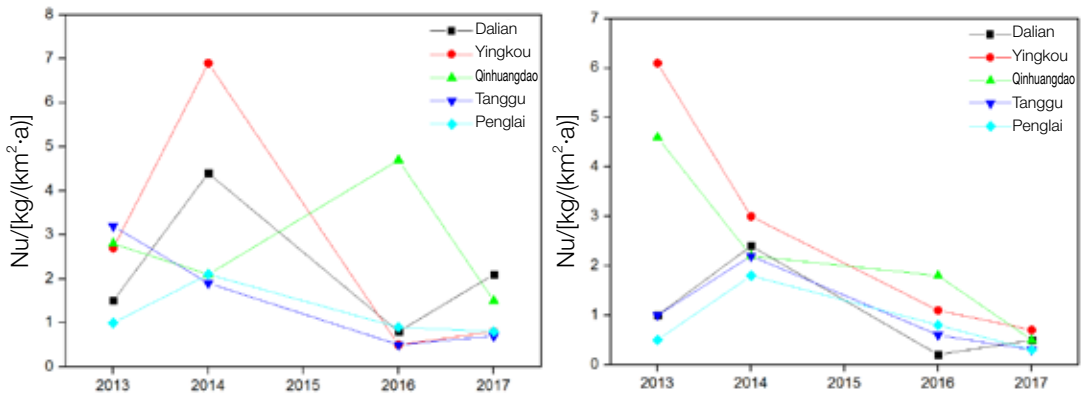 8
7
6
5
4
3
2
1
0
Nu/[kg/(km²·a)]
2013 2014 2015 2016 2017
Dalian
Yingkou
Qinhuangdao
Tanggu
Penglai
7
6
5
4
3
2
1
0
Nu/[kg/(km²·a)]
2013 2014 2015 2016 2017
Dalian
Yingkou
Qinhuangdao
Tanggu
Penglai